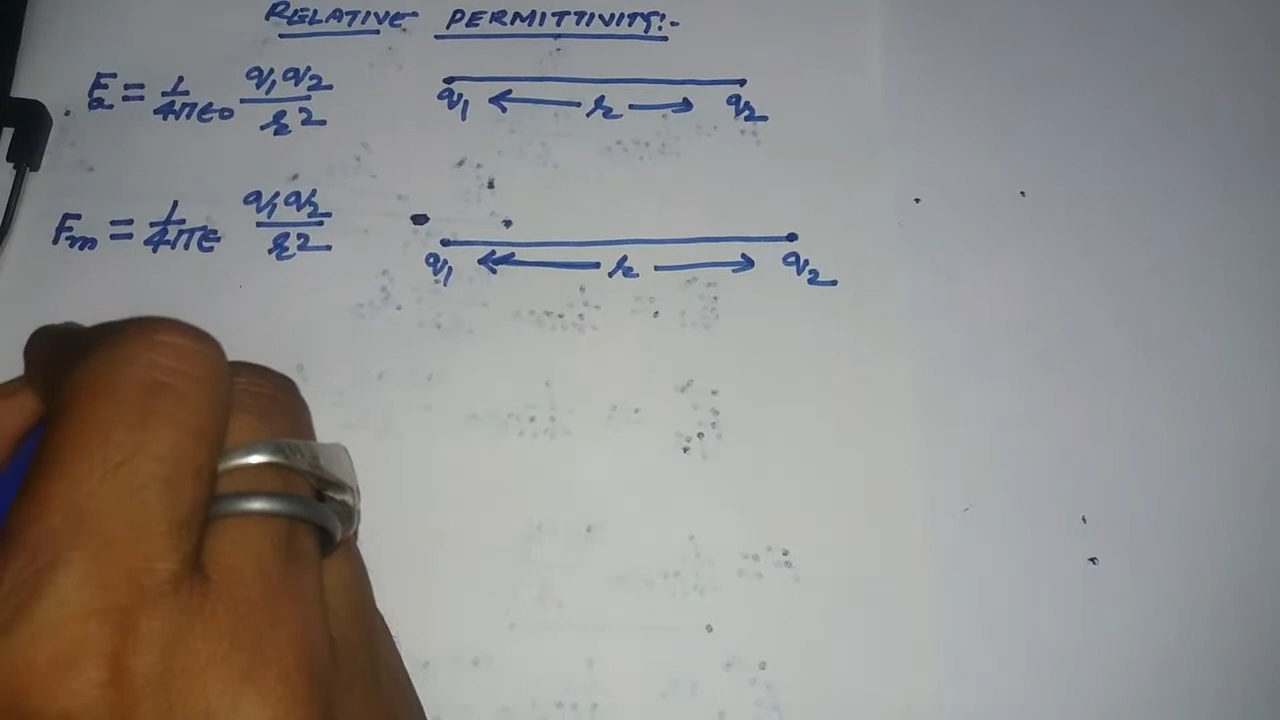 RELATIVE PERMITTIVITY:-
Fa = 1/4πε0 q1q2/r2
q1 ← r → q2
Fm = 1/4πε q1q2/r2
q1 ← r → q2